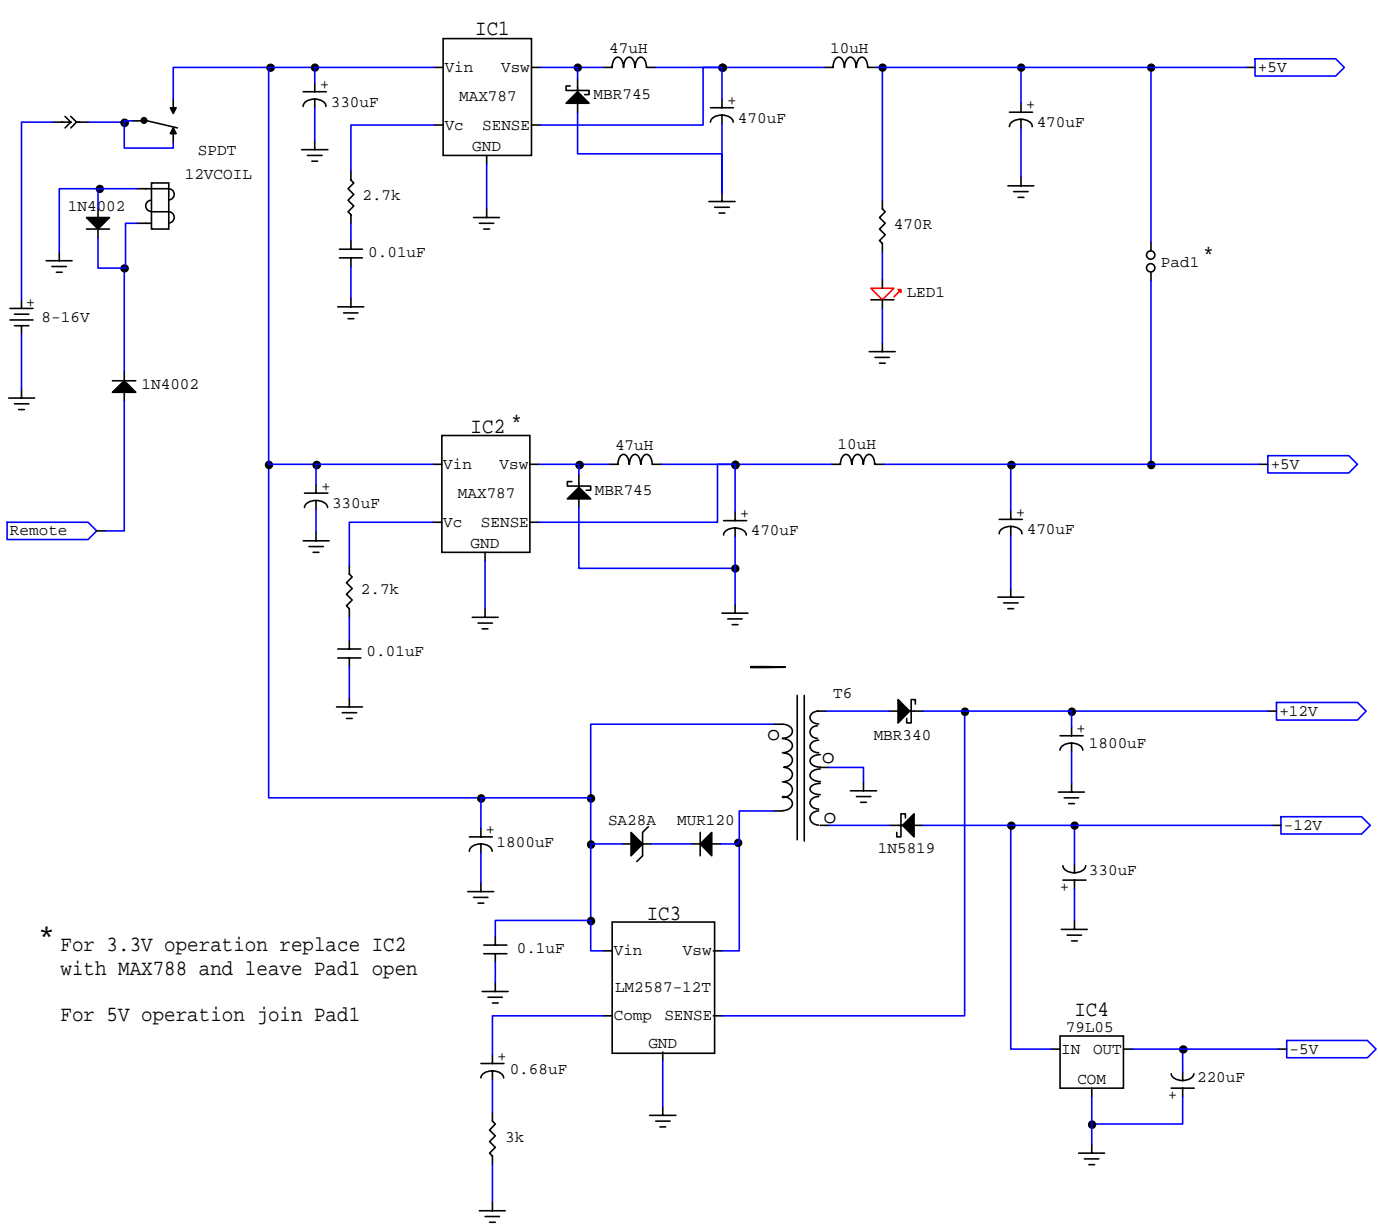 IC1
Vin Vsw
MAX787
Vc SENSE
GND
47uH
10uH
+5V
330uF
MBR745
470uF
470uF
SPDT
12VCOIL
2.7k
1N4002
0.01uF
470R
LED1
Pad1 *
8-16V
1N4002
IC2 *
Vin Vsw
MAX787
Vc SENSE
GND
47uH
10uH
+5V
330uF
MBR745
470uF
470uF
Remote
2.7k
0.01uF
T6
MBR340
+12V
1800uF
SA28A
MUR120
1N5819
-12V
1800uF
330uF
IC3
Vin Vsw
LM2587-12T
Comp SENSE
GND
0.1uF
* For 3.3V operation replace IC2
with MAX788 and leave Pad1 open
For 5V operation join Pad1
0.68uF
3k
IC4
79L05
IN OUT
COM
-5V
220uF